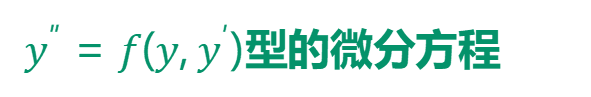 y″ = f(y, y′)型的微分方程